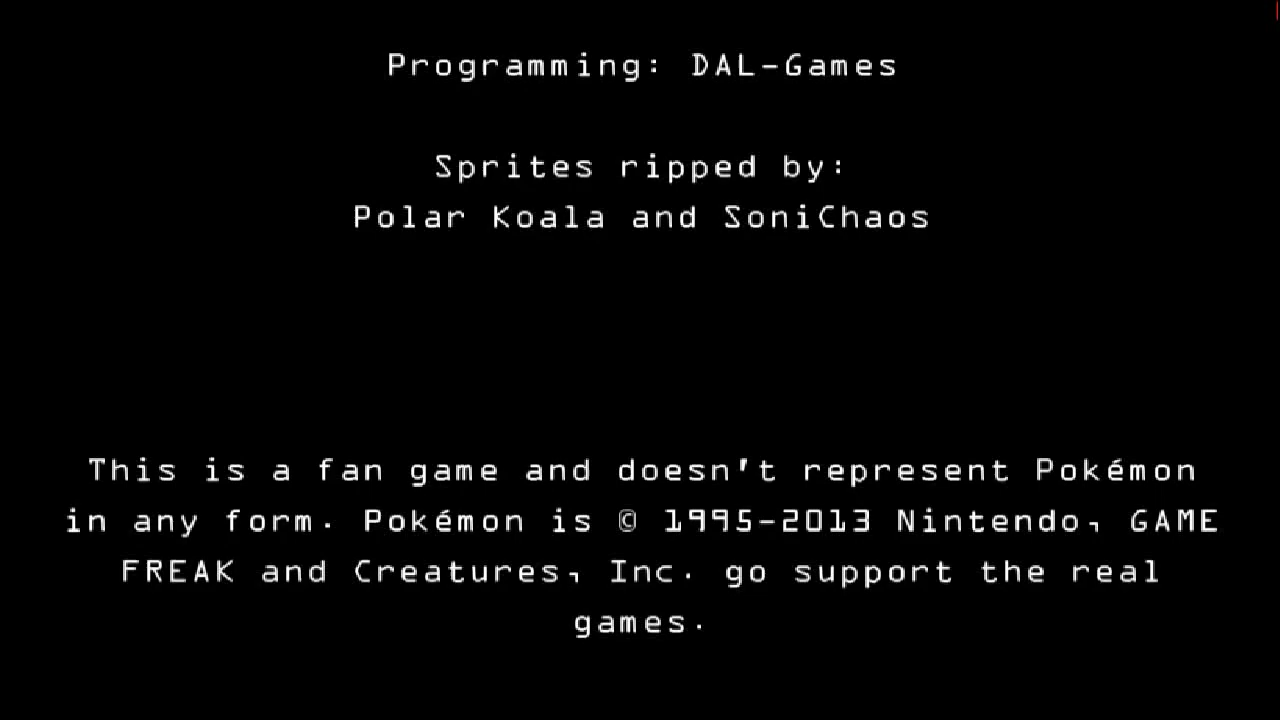 Programming: DAL-Games
Sprites ripped by:
Polar Koala and SoniChaos
This is a fan game and doesn't represent Pokémon
in any form. Pokémon is © 1995-2013 Nintendo, GAME
FREAK and Creatures, Inc. go support the real
games.